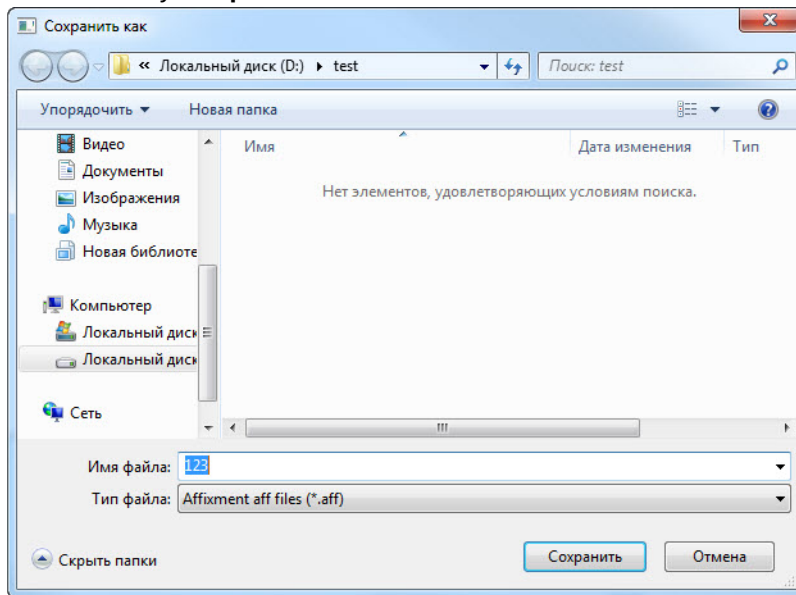 Сохранить как
« Локальный диск (D:) test
Поиск: test
Упорядочить Новая папка
Видео
Документы
Изображения
Музыка
Новая библиоте
Компьютер
Локальный диск
Локальный диск
Сеть
Имя Дата изменения Тип
Нет элементов, удовлетворяющих условиям поиска.
Имя файла: 123
Тип файла: Affixment aff files (*.aff)
Скрыть папки Сохранить Отмена